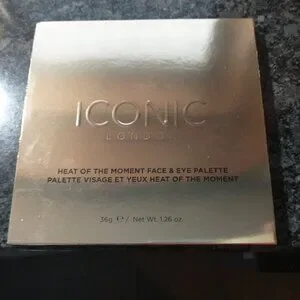 ICONIC
LONDON
HEAT OF THE MOMENT FACE & EYE PALETTE
PALETTE VISAGE ET YEUX HEAT OF THE MOMENT
36g ℮ / Net Wt. 1.26 oz.